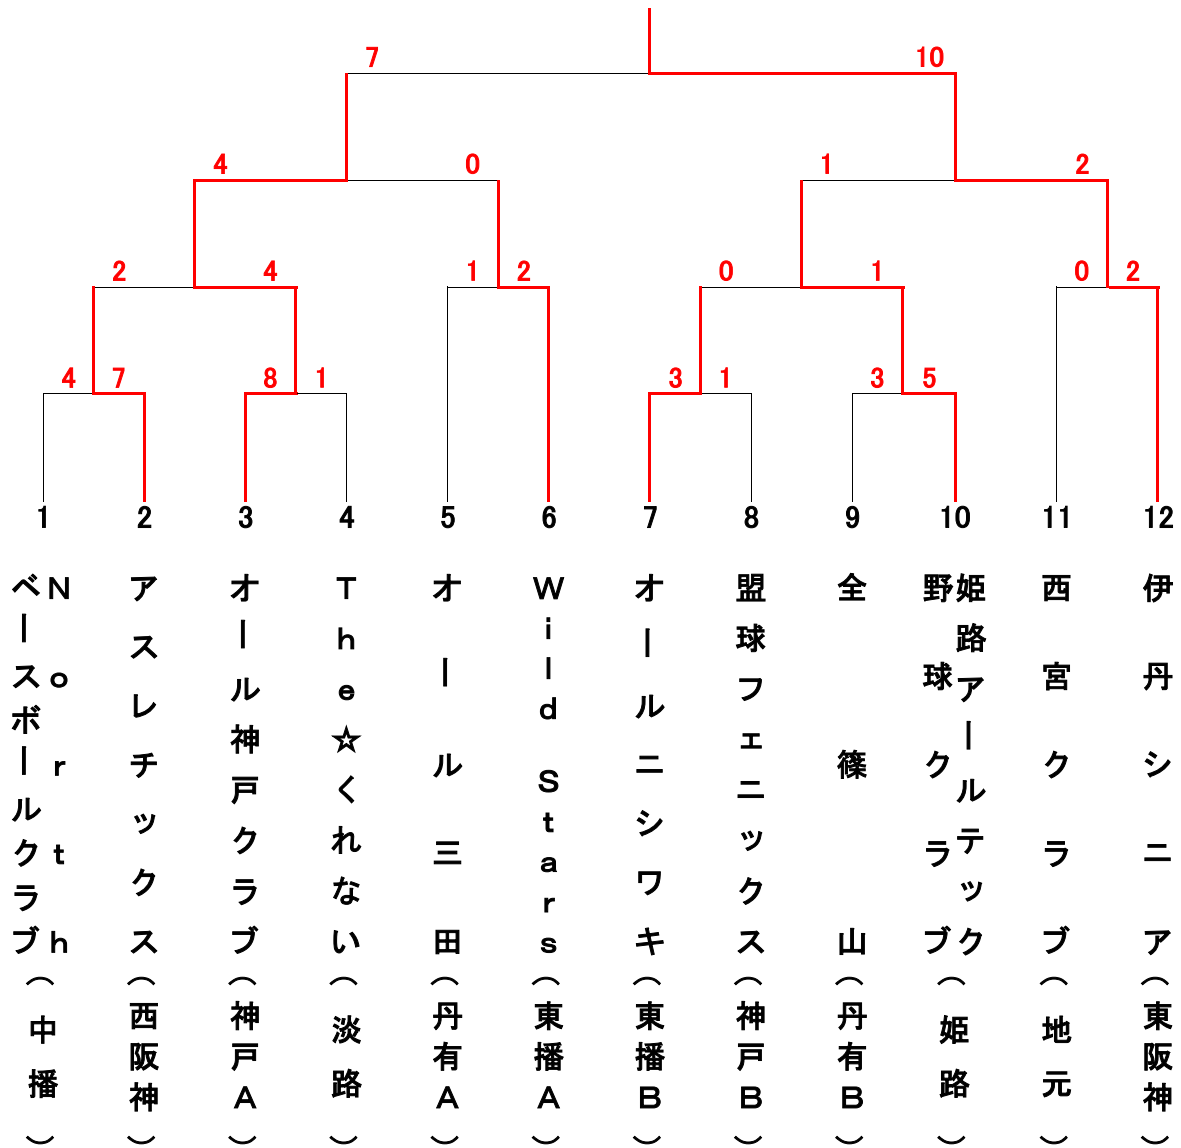 7 10
4 0 1 2
2 4 1 2 0 1 0 2
4 7 8 1 3 1 3 5
1 2 3 4 5 6 7 8 9 10 11 12
Northベースボールクラブ（中播）
アスレチックス（西阪神）
オール神戸クラブ（神戸A）
The☆くれない（淡路）
オール三田（丹有A）
Wild Stars（東播A）
オールニシワキ（東播B）
盟球フェニックス（神戸B）
全篠山（丹有B）
姫路アールテック野球クラブ（姫路）
西宮クラブ（地元）
伊丹シニア（東阪神）